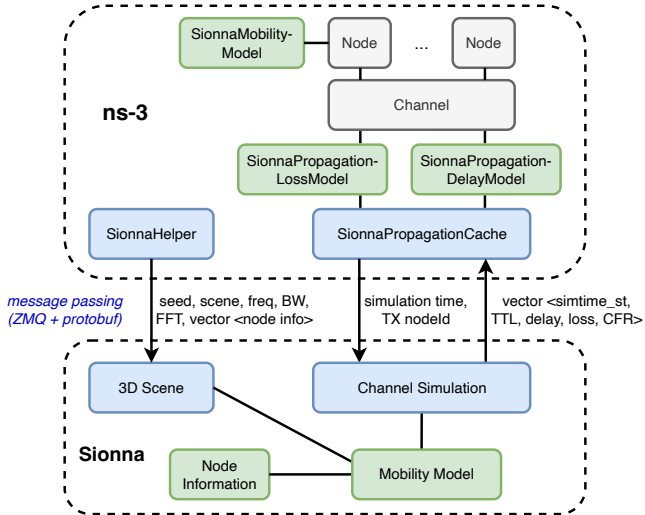 SionnaMobility-
Model
Node
...
Node
ns-3
Channel
SionnaPropagation-
LossModel
SionnaPropagation-
DelayModel
SionnaHelper
SionnaPropagationCache
message passing
(ZMQ + protobuf)
seed, scene, freq, BW,
FFT, vector <node info>
simulation time,
TX nodeId
vector <simtime_st,
TTL, delay, loss, CFR>
3D Scene
Channel Simulation
Sionna
Node
Information
Mobility Model